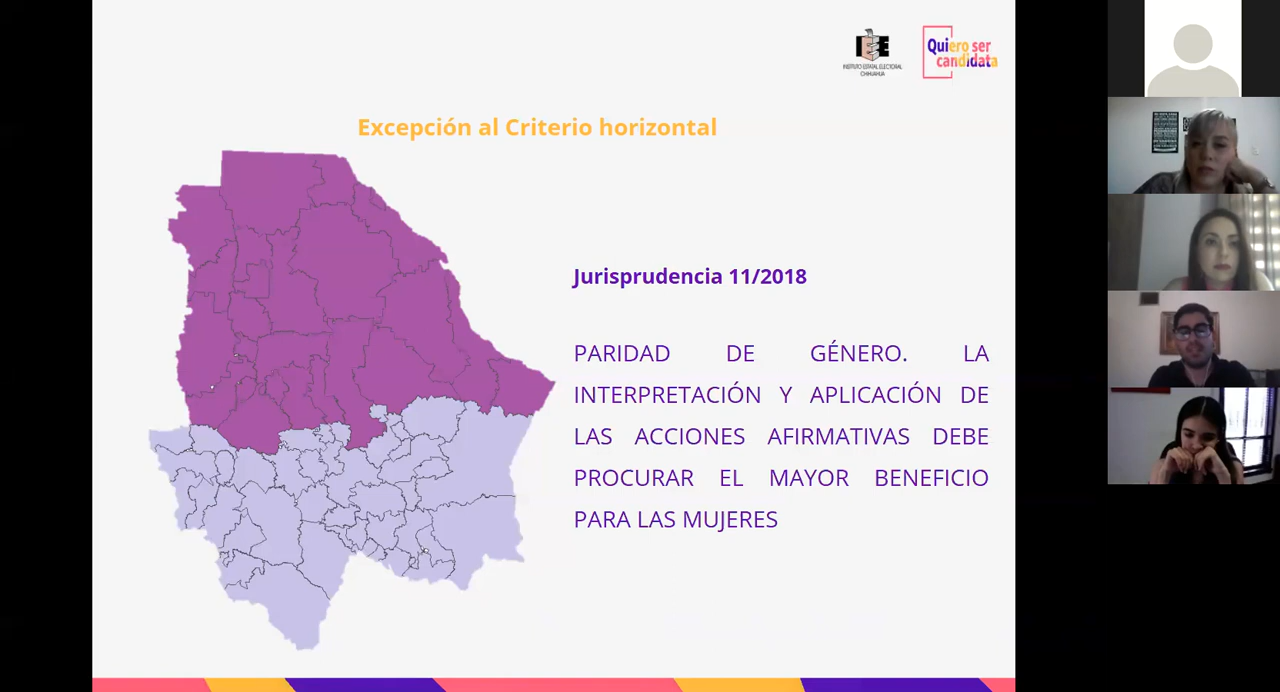 IEE
INSTITUTO ESTATAL ELECTORAL
CHIHUAHUA
Quiero ser
candidata
Excepción al Criterio horizontal
Jurisprudencia 11/2018
PARIDAD DE GÉNERO. LA
INTERPRETACIÓN Y APLICACIÓN DE
LAS ACCIONES AFIRMATIVAS DEBE
PROCURAR EL MAYOR BENEFICIO
PARA LAS MUJERES